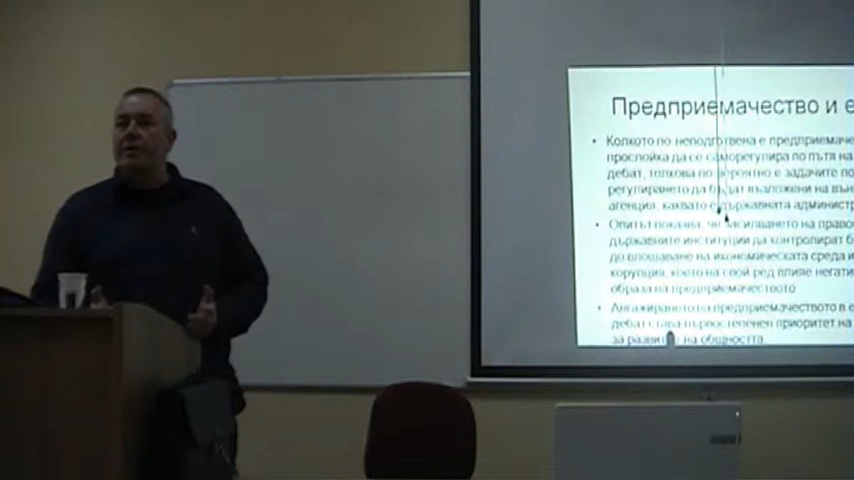 Предприемачество и е
Колкото по-неподготвена е предприемаче
прослойка да се саморегулира по пътя на
дебат, толкова по-вероятно е задачите по
регулирането да бъдат възложени на вън
агенция, каквато е държавната администр
Опитът показва, че засилването на право
държавните институции да контролират б
до влошаване на икономическата среда и
корупция, което на свой ред влияе негати
образа на предприемачеството
Ангажирането на предприемачеството в е
дебат става първостепенен приоритет на
за развитие на общността